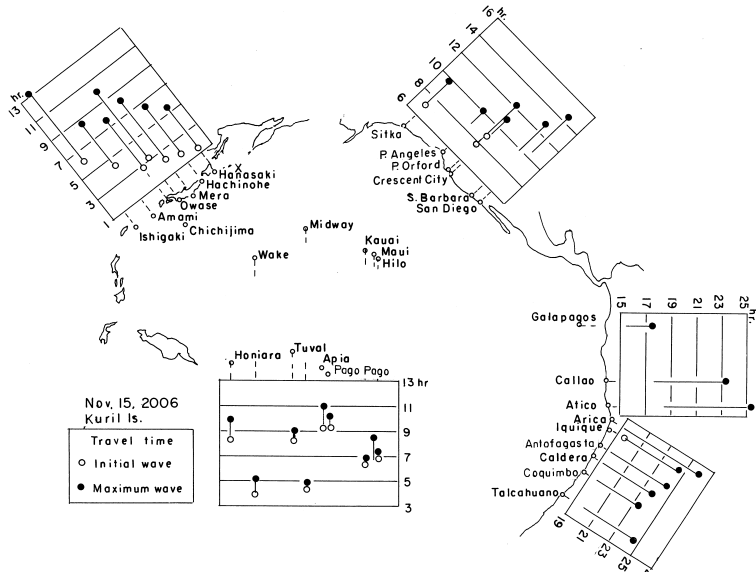 hr.
13
11
9
7
5
3
1
X
Hanasaki
Hachinohe
Mera
Owase
Amami
Chichijima
Ishigaki
Wake
Midway
Kauai
Maui
Hilo
6
8
10
12
14
16
hr.
Sitka
P. Angeles
P. Orford
Crescent City
S. Barbara
San Diego
15
17
19
21
23
25
hr.
Galapagos
Callao
Atico
Arica
Iquique
Antofagasta
Caldera
Coquimbo
Talcahuano
19
21
23
25
Honiara
Tuval
Apia
Pago Pago
13 hr
11
9
7
5
3
Nov. 15, 2006
Kuril Is.
Travel time
Initial wave
Maximum wave